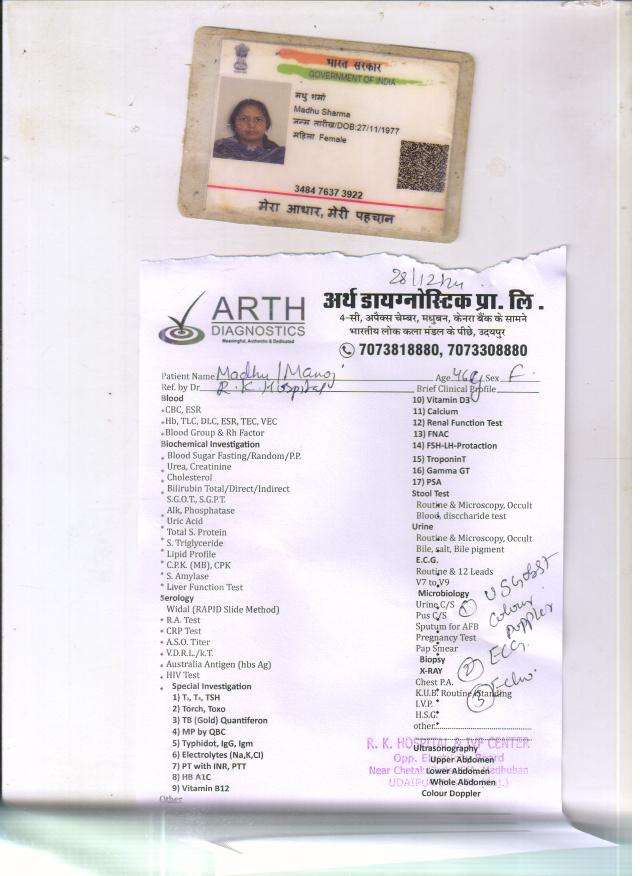 भारत सरकार
GOVERNMENT OF INDIA
मधु शर्मा
Madhu Sharma
जन्म तारीख/DOB:27/11/1977
महिला Female
3484 7637 3922
मेरा आधार, मेरी पहचान
28/12/24
ARTH
DIAGNOSTICS
Meaningful, Authentic & Dedicated
अर्थ डायग्नोस्टिक प्रा. लि .
4-सी, अपैक्स चेम्बर, मधुबन, केनरा बैंक के सामने
भारतीय लोक कला मंडल के पीछे, उदयपुर
7073818880, 7073308880
Patient Name Madhu/Manoj Age 46y Sex F.
Ref. by Dr. R.K. Hospital Brief Clinical Profile
Blood
CBC, ESR
Hb, TLC, DLC, ESR, TEC, VEC
Blood Group & Rh Factor
Biochemical Investigation
Blood Sugar Fasting/Random/P.P.
Urea, Creatinine
Cholesterol
Bilirubin Total/Direct/Indirect
S.G.O.T., S.G.P.T.
Alk, Phosphatase
Uric Acid
Total S. Protein
S. Triglyceride
Lipid Profile
C.P.K. (MB), CPK
S. Amylase
Liver Function Test
Serology
Widal (RAPID Slide Method)
R.A. Test
CRP Test
A.S.O. Titer
V.D.R.L./k.T.
Australia Antigen (hbs Ag)
HIV Test
Special Investigation
1) T₃, T₄, TSH
2) Torch, Toxo
3) TB (Gold) Quantiferon
4) MP by QBC
5) Typhidot, IgG, Igm
6) Electrolytes (Na,K,Cl)
7) PT with INR, PTT
8) HB A1C
9) Vitamin B12
Other
10) Vitamin D3
11) Calcium
12) Renal Function Test
13) FNAC
14) FSH-LH-Protaction
15) TroponinT
16) Gamma GT
17) PSA
Stool Test
Routine & Microscopy, Occult
Blood, disccharide test
Urine
Routine & Microscopy, Occult
Bile, salt, Bile pigment
E.C.G.
Routine & 12 Leads
V7 to V9
Microbiology
Urine C/S
Pus C/S
Sputum for AFB
Pregnancy Test
Pap Smear
Biopsy
X-RAY
Chest P.A.
K.U.B. Routine/Standing
I.V.P.
H.S.G.
other
Ultrasonography
Upper Abdomen
Lower Abdomen
Whole Abdomen
Colour Doppler
① USG OBST
Colour
Doppler
② ECG.
③ Echo.
R. K. HOSPITAL & IVF CENTER
Near Chetak